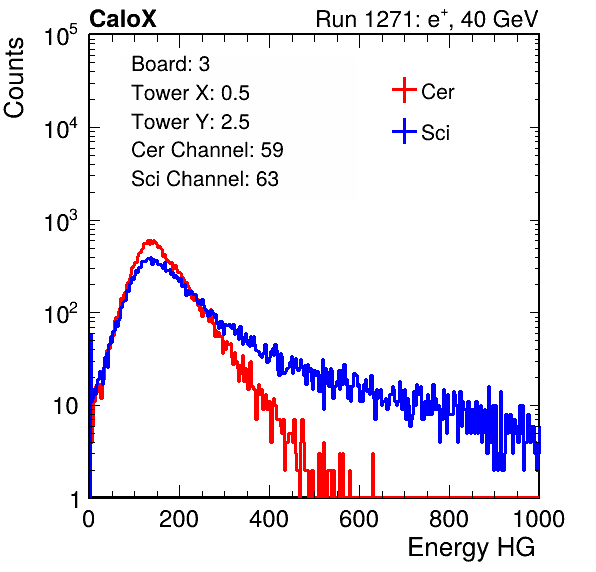 CaloX Run 1271: e+, 40 GeV
Counts
10^5
10^4
10^3
10^2
10
1
Board: 3
Tower X: 0.5
Tower Y: 2.5
Cer Channel: 59
Sci Channel: 63
Cer
Sci
0 200 400 600 800 1000
Energy HG